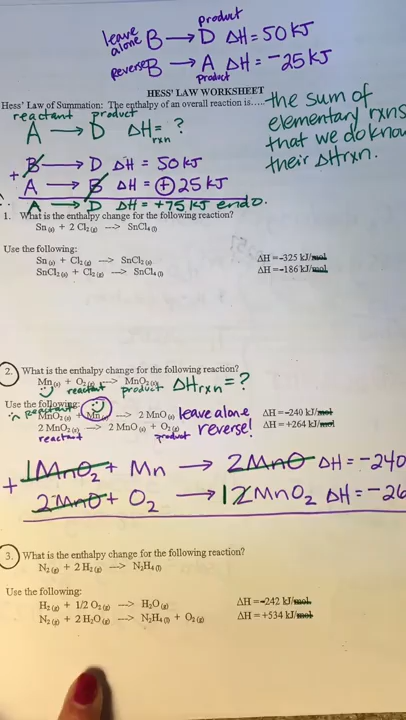 product
leave alone B → D ΔH = 50 KJ
reverse B → A ΔH = -25 KJ
product
HESS' LAW WORKSHEET
Hess' Law of Summation: The enthalpy of an overall reaction is..... the sum of elementary rxns that we do know their ΔHrxn.
reactant product
A → D ΔHrxn = ?
+ B → D ΔH = 50 KJ
A → B ΔH = + 25 KJ
A → D ΔH = +75 KJ endo.
1. What is the enthalpy change for the following reaction?
Sn(s) + 2 Cl2(g) --> SnCl4(l)
Use the following:
Sn(s) + Cl2(g) --> SnCl2(s) ΔH = -325 kJ/mol
SnCl2(s) + Cl2(g) --> SnCl4(l) ΔH = -186 kJ/mol
2. What is the enthalpy change for the following reaction?
Mn(s) + O2(g) --> MnO2(s) ΔHrxn = ?
reactant product
Use the following:
reactant
MnO2(s) + Mn(s) --> 2 MnO(s) leave alone ΔH = -240 kJ/mol
2 MnO2(s) --> 2 MnO(s) + O2(g) reverse! ΔH = +264 kJ/mol
reactant product
+ 1MnO2 + Mn → 2MnO ΔH = -240
2MnO + O2 → 12MnO2 ΔH = -26
3. What is the enthalpy change for the following reaction?
N2(g) + 2 H2(g) --> N2H4(l)
Use the following:
H2(g) + 1/2 O2(g) --> H2O(g) ΔH = -242 kJ/mol
N2(g) + 2 H2O(g) --> N2H4(l) + O2(g) ΔH = +534 kJ/mol